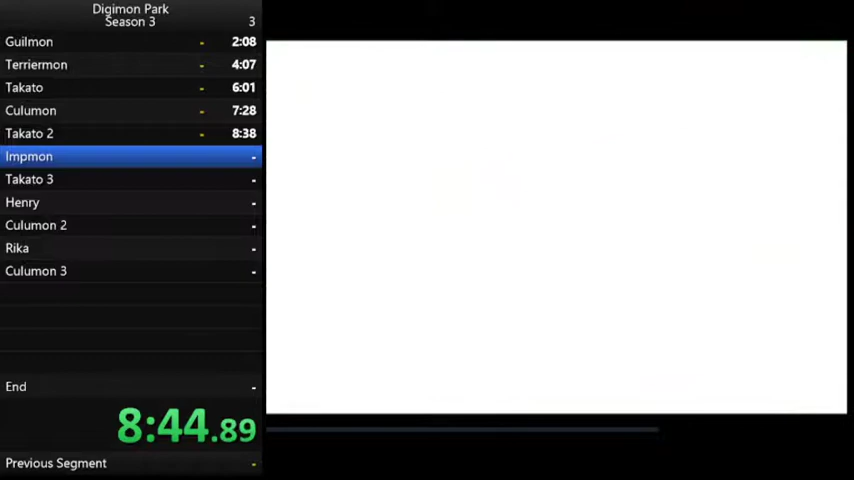 Digimon Park
Season 3 3
Guilmon - 2:08
Terriermon - 4:07
Takato - 6:01
Culumon - 7:28
Takato 2 - 8:38
Impmon -
Takato 3 -
Henry -
Culumon 2 -
Rika -
Culumon 3 -
End -
8:44.89
Previous Segment -